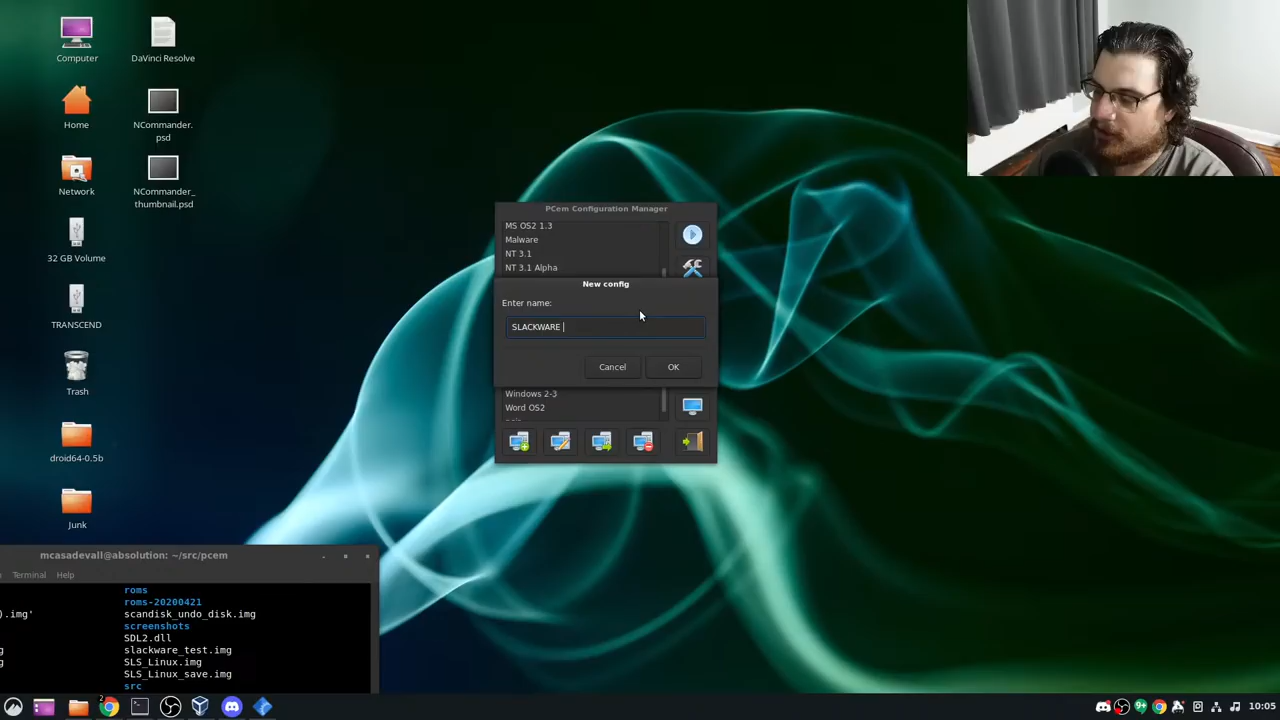 Computer
DaVinci Resolve
Home
NCommander.
psd
Network
NCommander_
thumbnail.psd
32 GB Volume
TRANSCEND
Trash
droid64-0.5b
Junk
PCem Configuration Manager
MS OS2 1.3
Malware
NT 3.1
NT 3.1 Alpha
New config
Enter name:
SLACKWARE
Cancel
OK
Windows 2-3
Word OS2
mcasadevall@absolution: ~/src/pcem
Terminal Help
roms
roms-20200421
).img' scandisk_undo_disk.img
screenshots
SDL2.dll
g slackware_test.img
g SLS_Linux.img
SLS_Linux_save.img
src
2
9+
10:05